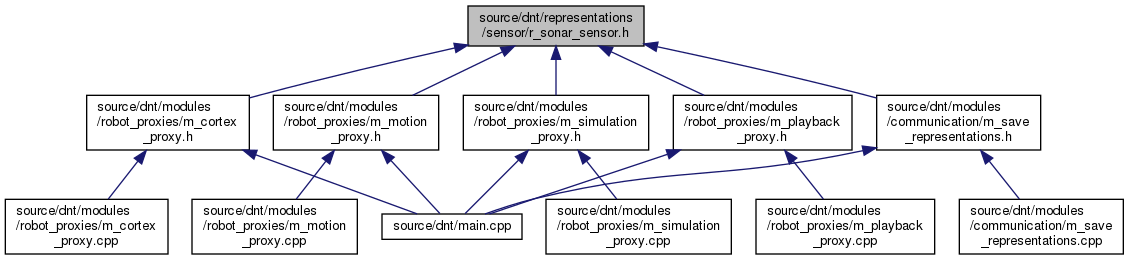 source/dnt/representations
/sensor/r_sonar_sensor.h
source/dnt/modules
/robot_proxies/m_cortex
_proxy.h
source/dnt/modules
/robot_proxies/m_motion
_proxy.h
source/dnt/modules
/robot_proxies/m_simulation
_proxy.h
source/dnt/modules
/robot_proxies/m_playback
_proxy.h
source/dnt/modules
/communication/m_save
_representations.h
source/dnt/modules
/robot_proxies/m_cortex
_proxy.cpp
source/dnt/modules
/robot_proxies/m_motion
_proxy.cpp
source/dnt/main.cpp
source/dnt/modules
/robot_proxies/m_simulation
_proxy.cpp
source/dnt/modules
/robot_proxies/m_playback
_proxy.cpp
source/dnt/modules
/communication/m_save
_representations.cpp